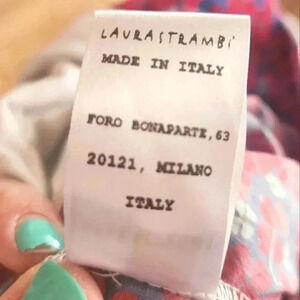 LAURASTRAMBI
MADE IN ITALY
FORO BONAPARTE,63
20121, MILANO
ITALY